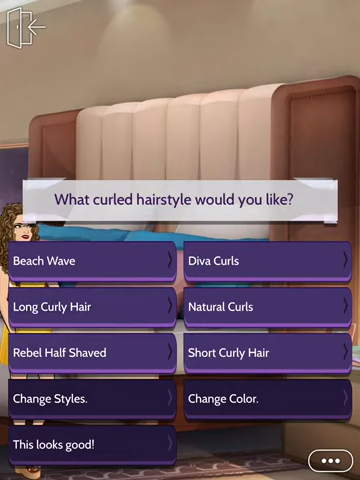 What curled hairstyle would you like?
Beach Wave
Diva Curls
Long Curly Hair
Natural Curls
Rebel Half Shaved
Short Curly Hair
Change Styles.
Change Color.
This looks good!